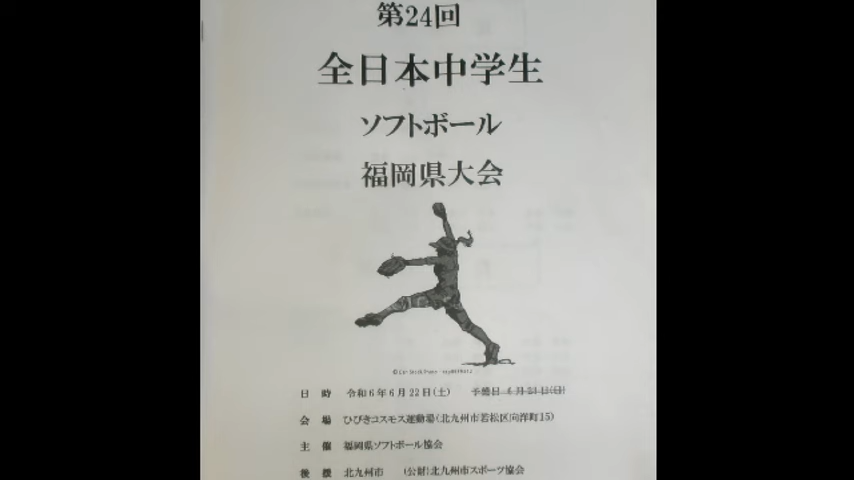 第24回
全日本中学生
ソフトボール
福岡県大会
日 時 令和6年6月22日(土) 予備日
会 場 ひびきコスモス運動場(北九州市若松区向洋町15)
主 催 福岡県ソフトボール協会
後 援 北九州市 (公財)北九州市スポーツ協会